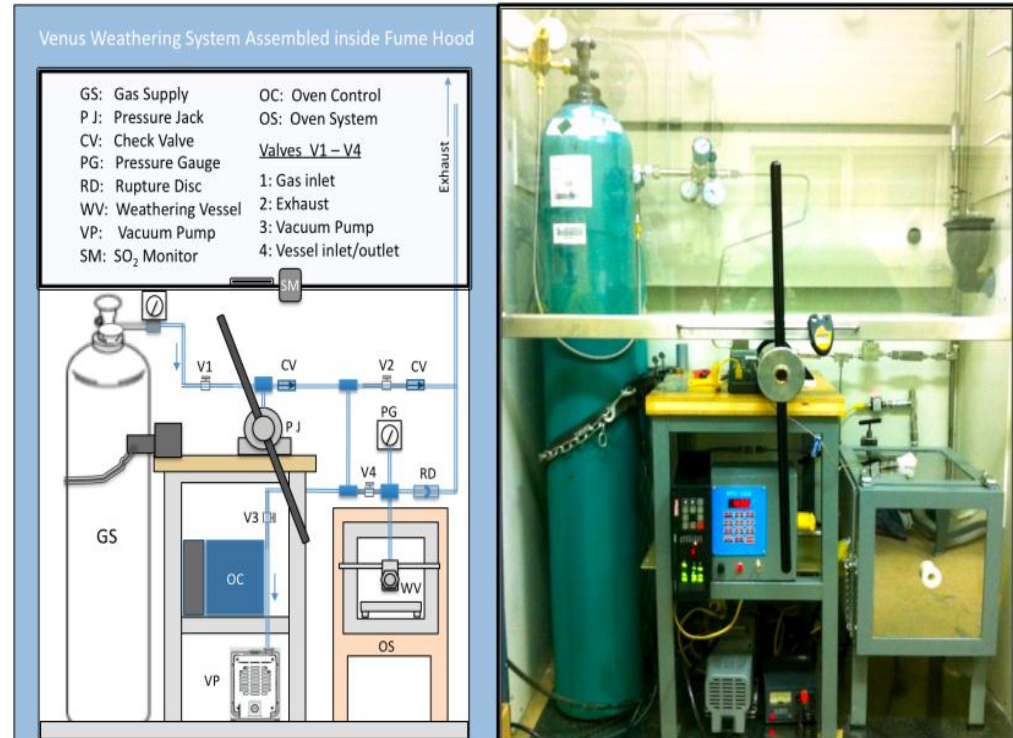 Venus Weathering System Assembled inside Fume Hood
GS: Gas Supply
P J: Pressure Jack
CV: Check Valve
PG: Pressure Gauge
RD: Rupture Disc
WV: Weathering Vessel
VP: Vacuum Pump
SM: SO₂ Monitor
OC: Oven Control
OS: Oven System
Valves V1 – V4
1: Gas inlet
2: Exhaust
3: Vacuum Pump
4: Vessel inlet/outlet
Exhaust
SM
V1
CV
V2
CV
PG
P J
V4
RD
V3
GS
OC
WV
OS
VP